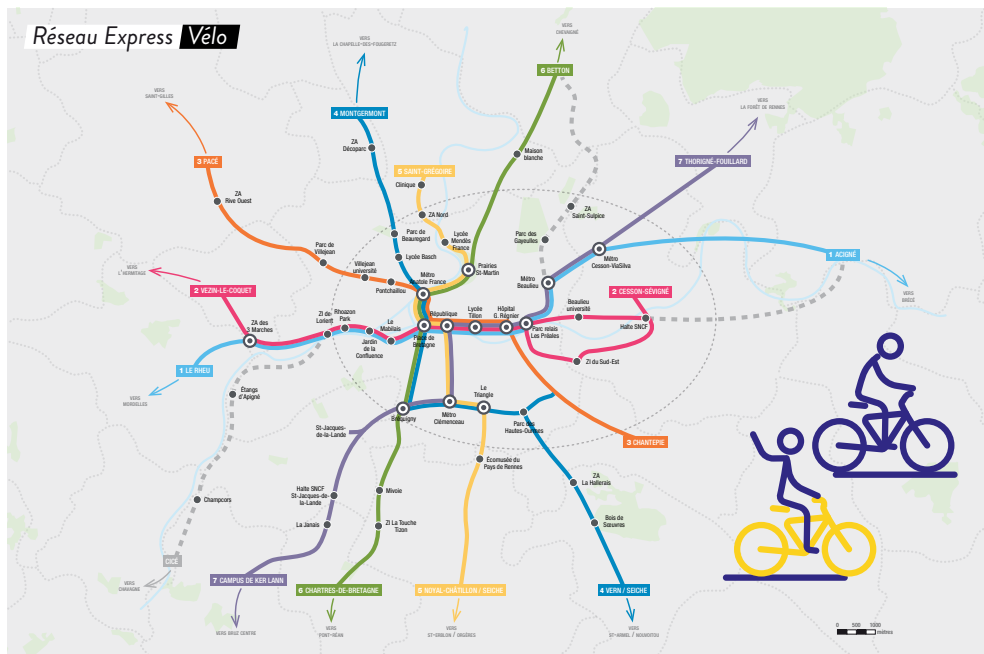 Réseau Express Vélo
VERS
LA CHAPELLE-DES-FOUGERETZ
VERS
CHEVAIGNÉ
6 BETTON
VERS
SAINT-GILLES
VERS
LA FORÊT DE RENNES
4 MONTGERMONT
ZA
Décoparc
Maison
blanche
3 PACÉ
5 SAINT-GRÉGOIRE
7 THORIGNÉ-FOUILLARD
Clinique
ZA
Rive Ouest
ZA Nord
ZA
Saint-Sulpice
Parc de
Beauregard
Lycée
Mendès
France
Parc des
Gayeulles
Parc de
Villejean
Lycée Basch
Métro
Cesson-ViaSilva
1 ACIGNÉ
Villejean
université
Prairies
St-Martin
VERS
L'HERMITAGE
Pontchaillou
Métro
Anatole France
Métro
Beaulieu
VERS
BRECÉ
2 VEZIN-LE-COQUET
2 CESSON-SÉVIGNÉ
ZA des
3 Marches
ZI de
Lorient
Rhoazon
Park
Le
Mabilais
République
Lycée
Tillon
Hôpital
G. Régnier
Beaulieu
université
Jardin
de la
Confluence
Place de
Bretagne
Parc relais
Les Préales
Halte SNCF
ZI du Sud-Est
1 LE RHEU
VERS
MORDELLES
Étangs
d'Apigné
Le
Triangle
Bréquigny
Métro
Clémenceau
Parc des
Hautes-Ourmes
St-Jacques-
de-la-Lande
3 CHANTEPIE
Écomusée du
Pays de Rennes
ZA
La Hallerais
Halte SNCF
St-Jacques-de-
la-Lande
Mivoie
Champcors
La Janais
ZI La Touche
Tizon
Bois de
Sœuvres
CICÉ
VERS
CHAVAGNE
7 CAMPUS DE KER LANN
6 CHARTRES-DE-BRETAGNE
5 NOYAL-CHÂTILLON / SEICHE
4 VERN / SEICHE
VERS BRUZ CENTRE
VERS
PONT-RÉAN
VERS
ST-ERBLON / ORGÈRES
VERS
ST-ARMEL / NOUVOITOU
0 500 1000
mètres